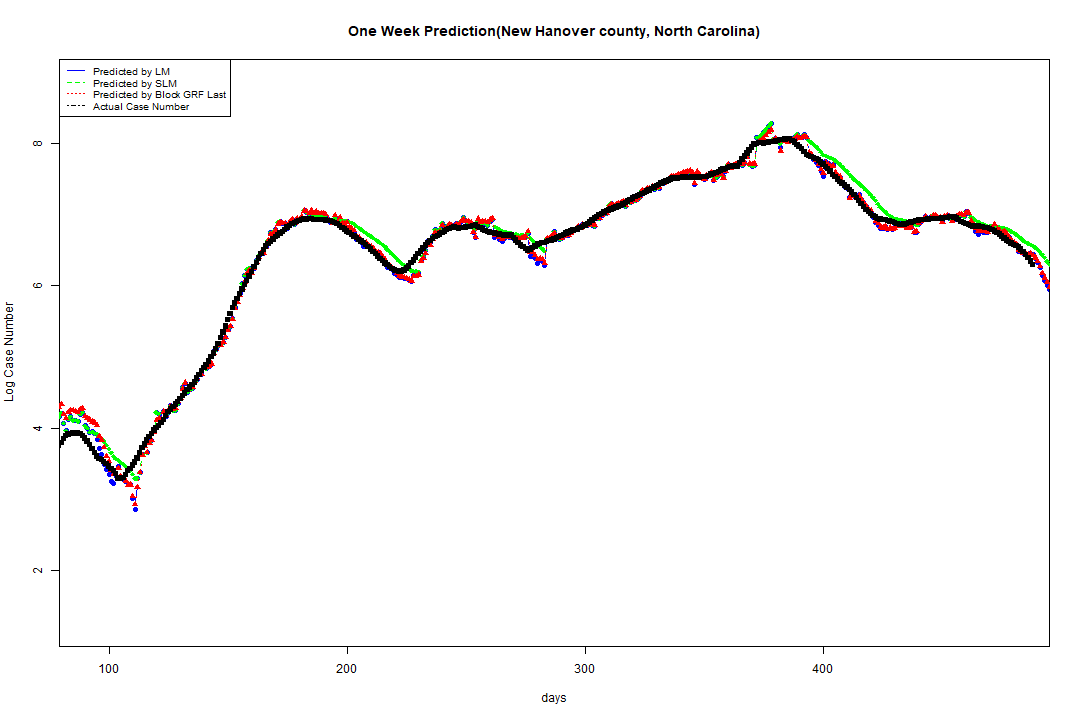 One Week Prediction(New Hanover county, North Carolina)
Predicted by LM
Predicted by SLM
Predicted by Block GRF Last
Actual Case Number
8
6
4
2
Log Case Number
100 200 300 400
days